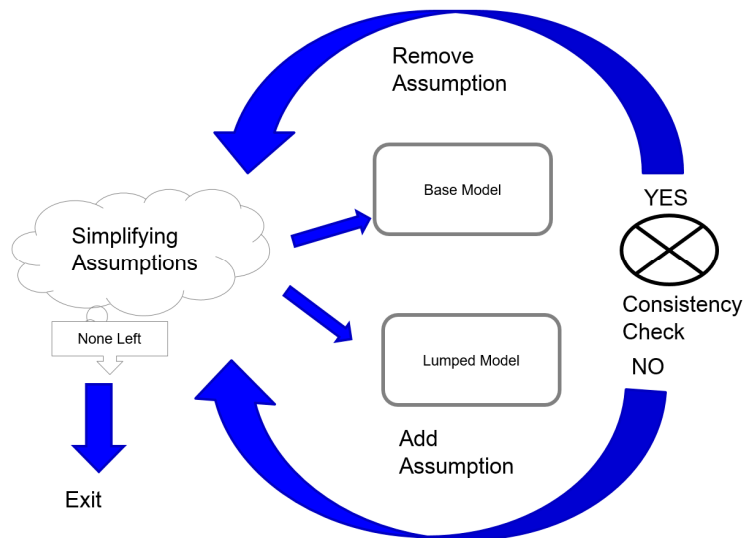 Remove
Assumption
Base Model
YES
Simplifying
Assumptions
Consistency
Check
None Left
Lumped Model
NO
Add
Assumption
Exit